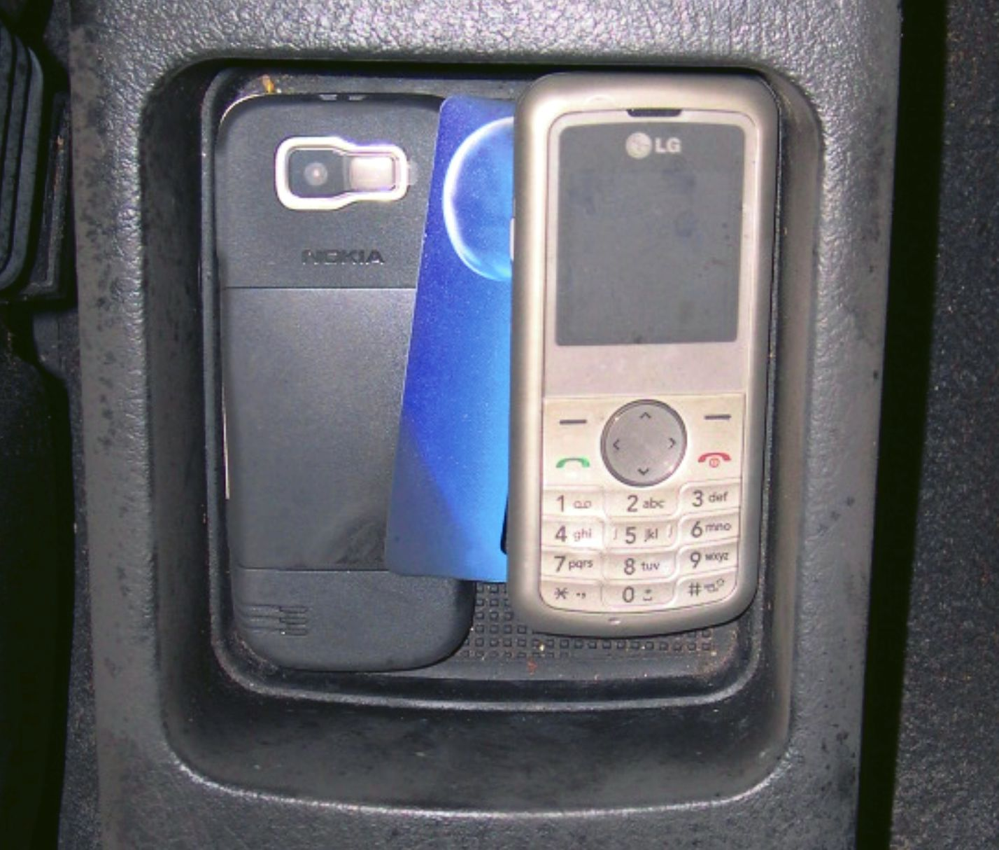 NOKIA
LG
1
2 abc
3 def
4 ghi
5 jkl
6 mno
7 pqrs
8 tuv
9 wxyz
* .,
0
#